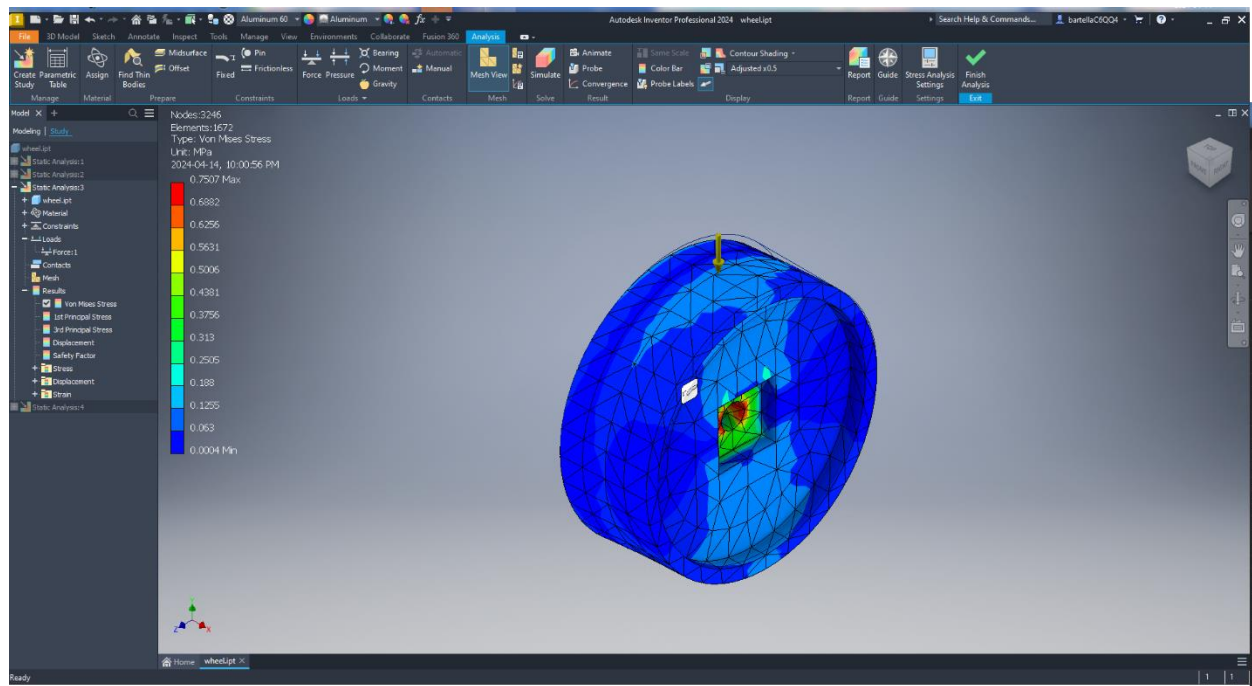 Aluminum 60
Aluminum
Autodesk Inventor Professional 2024 wheel.ipt
Search Help & Commands...
bartellaC6QQ4
File 3D Model Sketch Annotate Inspect Tools Manage View Environments Collaborate Fusion 360 Analysis
Create Study
Parametric Table
Assign
Find Thin Bodies
Midsurface
Offset
Fixed
Pin
Frictionless
Force
Pressure
Bearing
Moment
Gravity
Automatic
Manual
Mesh View
Simulate
Animate
Probe
Convergence
Same Scale
Color Bar
Probe Labels
Contour Shading
Adjusted x0.5
Report
Guide
Stress Analysis Settings
Finish Analysis
Manage Material Prepare Constraints Loads Contacts Mesh Solve Result Display Report Guide Settings Exit
Model
Modeling | Study
wheel.ipt
Static Analysis:1
Static Analysis:2
Static Analysis:3
wheel.ipt
Material
Constraints
Loads
Force:1
Contacts
Mesh
Results
Von Mises Stress
1st Principal Stress
3rd Principal Stress
Displacement
Safety Factor
Stress
Displacement
Strain
Static Analysis:4
Nodes:3246
Elements:1672
Type: Von Mises Stress
Unit: MPa
2024-04-14, 10:00:56 PM
0.7507 Max
0.6882
0.6256
0.5631
0.5006
0.4381
0.3756
0.313
0.2505
0.188
0.1255
0.063
0.0004 Min
TOP
Y
Z
X
Home wheel.ipt
Ready
1 1